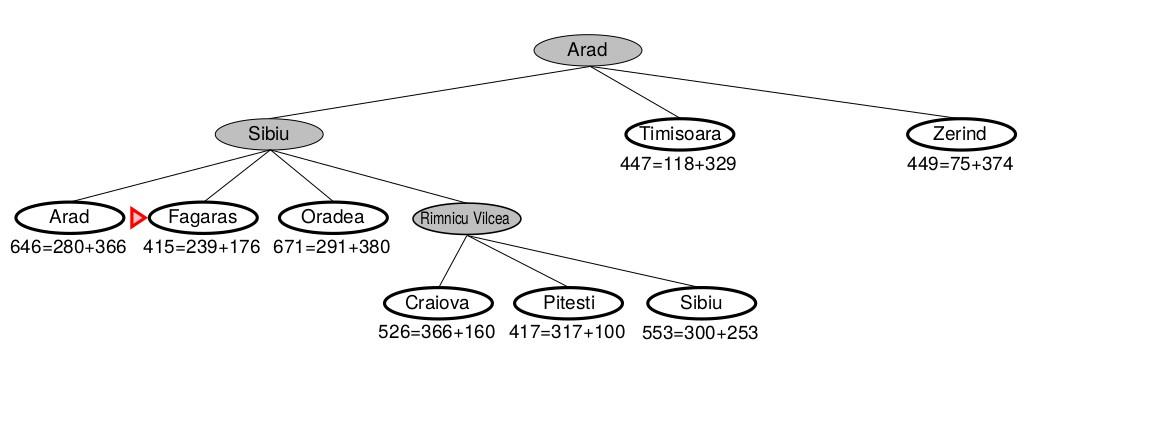 Arad
Sibiu
Timisoara
Zerind
447=118+329
449=75+374
Arad
Fagaras
Oradea
Rimnicu Vilcea
646=280+366
415=239+176
671=291+380
Craiova
Pitesti
Sibiu
526=366+160
417=317+100
553=300+253